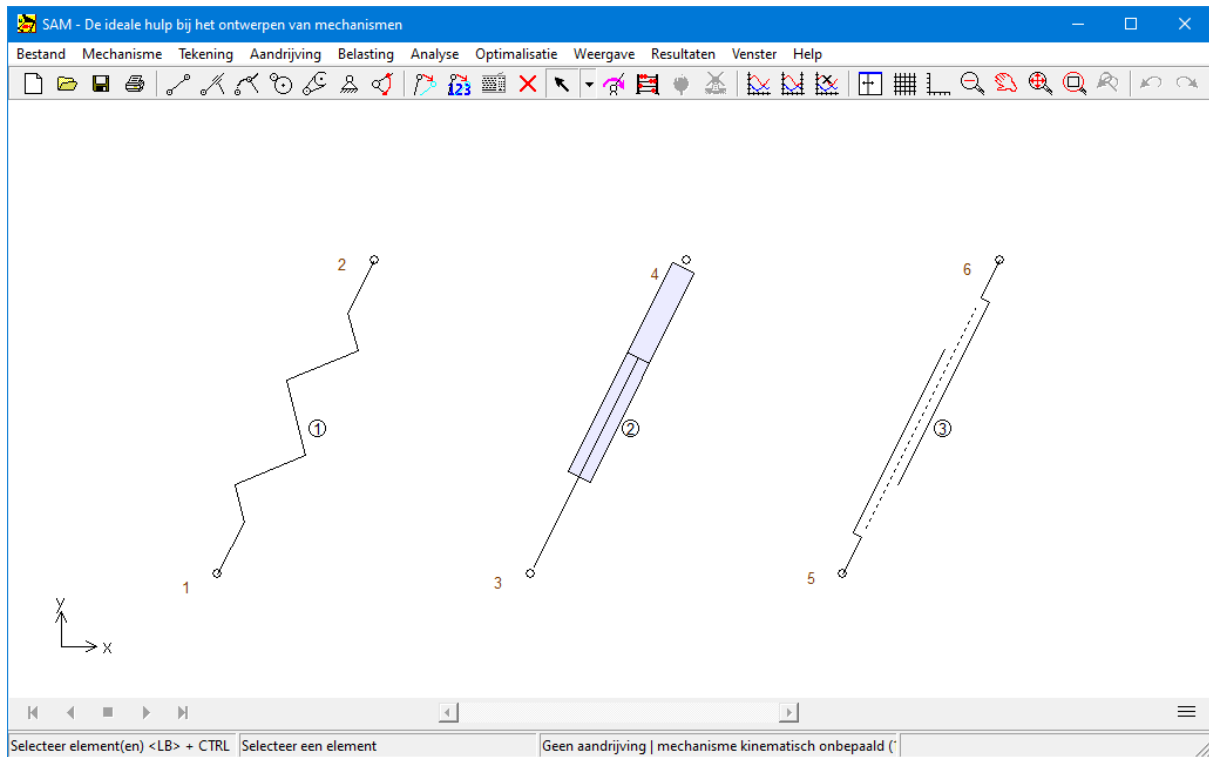 SAM - De ideale hulp bij het ontwerpen van mechanismen
Bestand Mechanisme Tekening Aandrijving Belasting Analyse Optimalisatie Weergave Resultaten Venster Help
123
2 4 6
1 2 3
1 3 5
y
x
Selecteer element(en) <LB> + CTRL Selecteer een element Geen aandrijving | mechanisme kinematisch onbepaald (